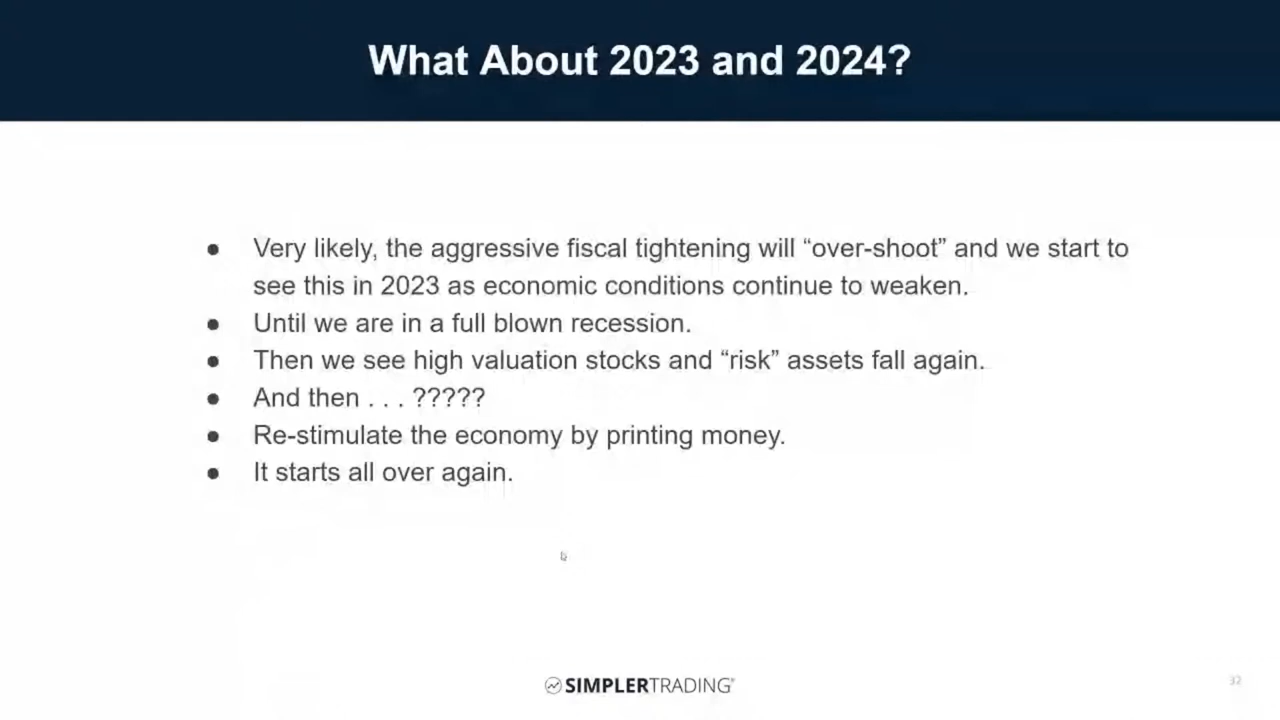 What About 2023 and 2024?
● Very likely, the aggressive fiscal tightening will “over-shoot” and we start to
see this in 2023 as economic conditions continue to weaken.
● Until we are in a full blown recession.
● Then we see high valuation stocks and “risk” assets fall again.
● And then . . . ?????
● Re-stimulate the economy by printing money.
● It starts all over again.
SIMPLERTRADING®
32